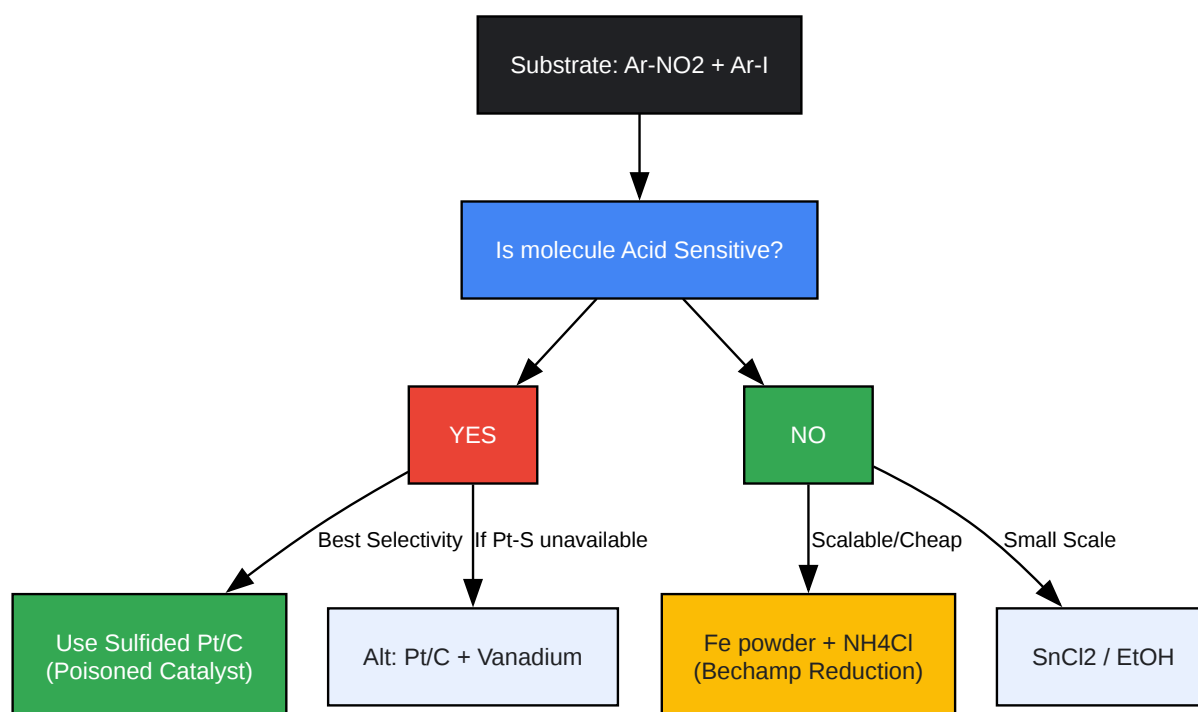 Substrate: Ar-NO2 + Ar-I
Is molecule Acid Sensitive?
YES
NO
Best Selectivity
If Pt-S unavailable
Scalable/Cheap
Small Scale
Use Sulfided Pt/C
(Poisoned Catalyst)
Alt: Pt/C + Vanadium
Fe powder + NH4Cl
(Bechamp Reduction)
SnCl2 / EtOH